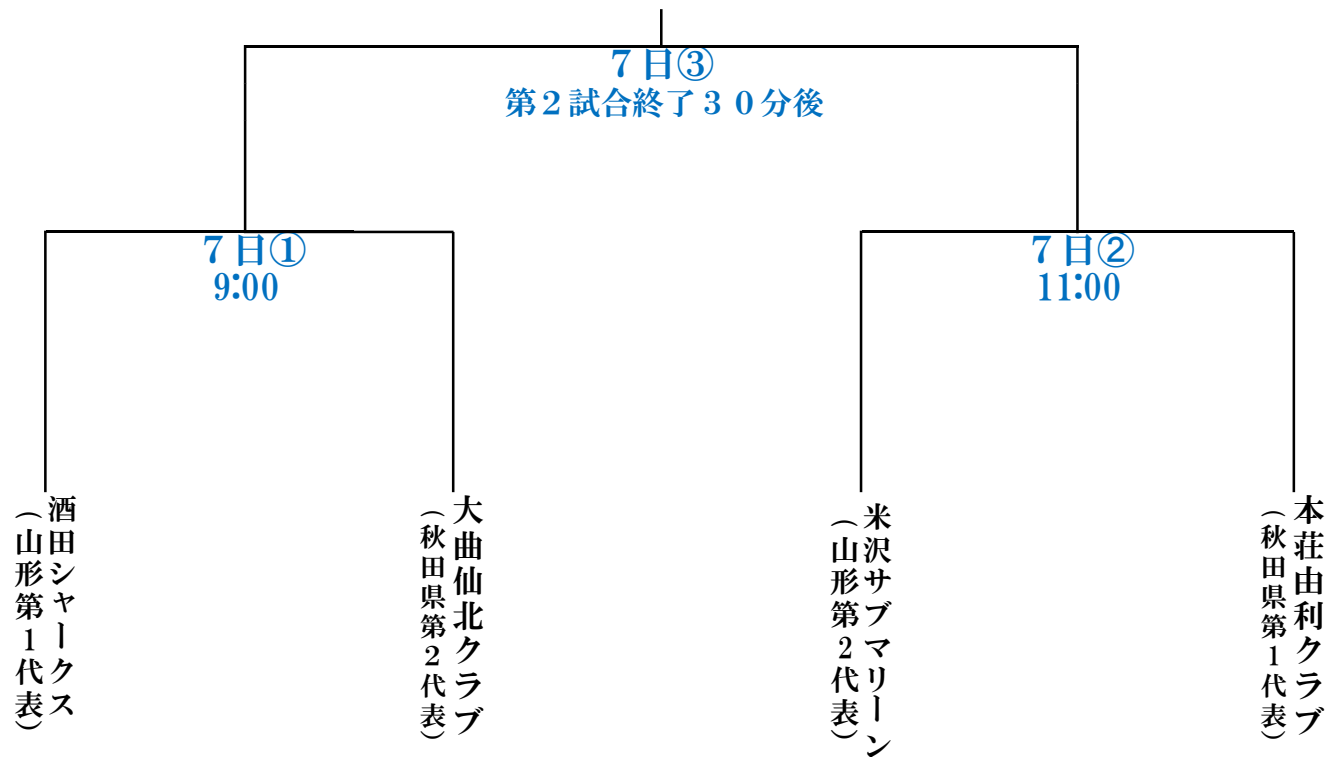 ７日③
第２試合終了３０分後
７日①
9:00
７日②
11:00
酒田シャークス
（山形第１代表）
大曲仙北クラブ
（秋田県第２代表）
米沢サブマリーン
（山形第２代表）
本荘由利クラブ
（秋田県第１代表）